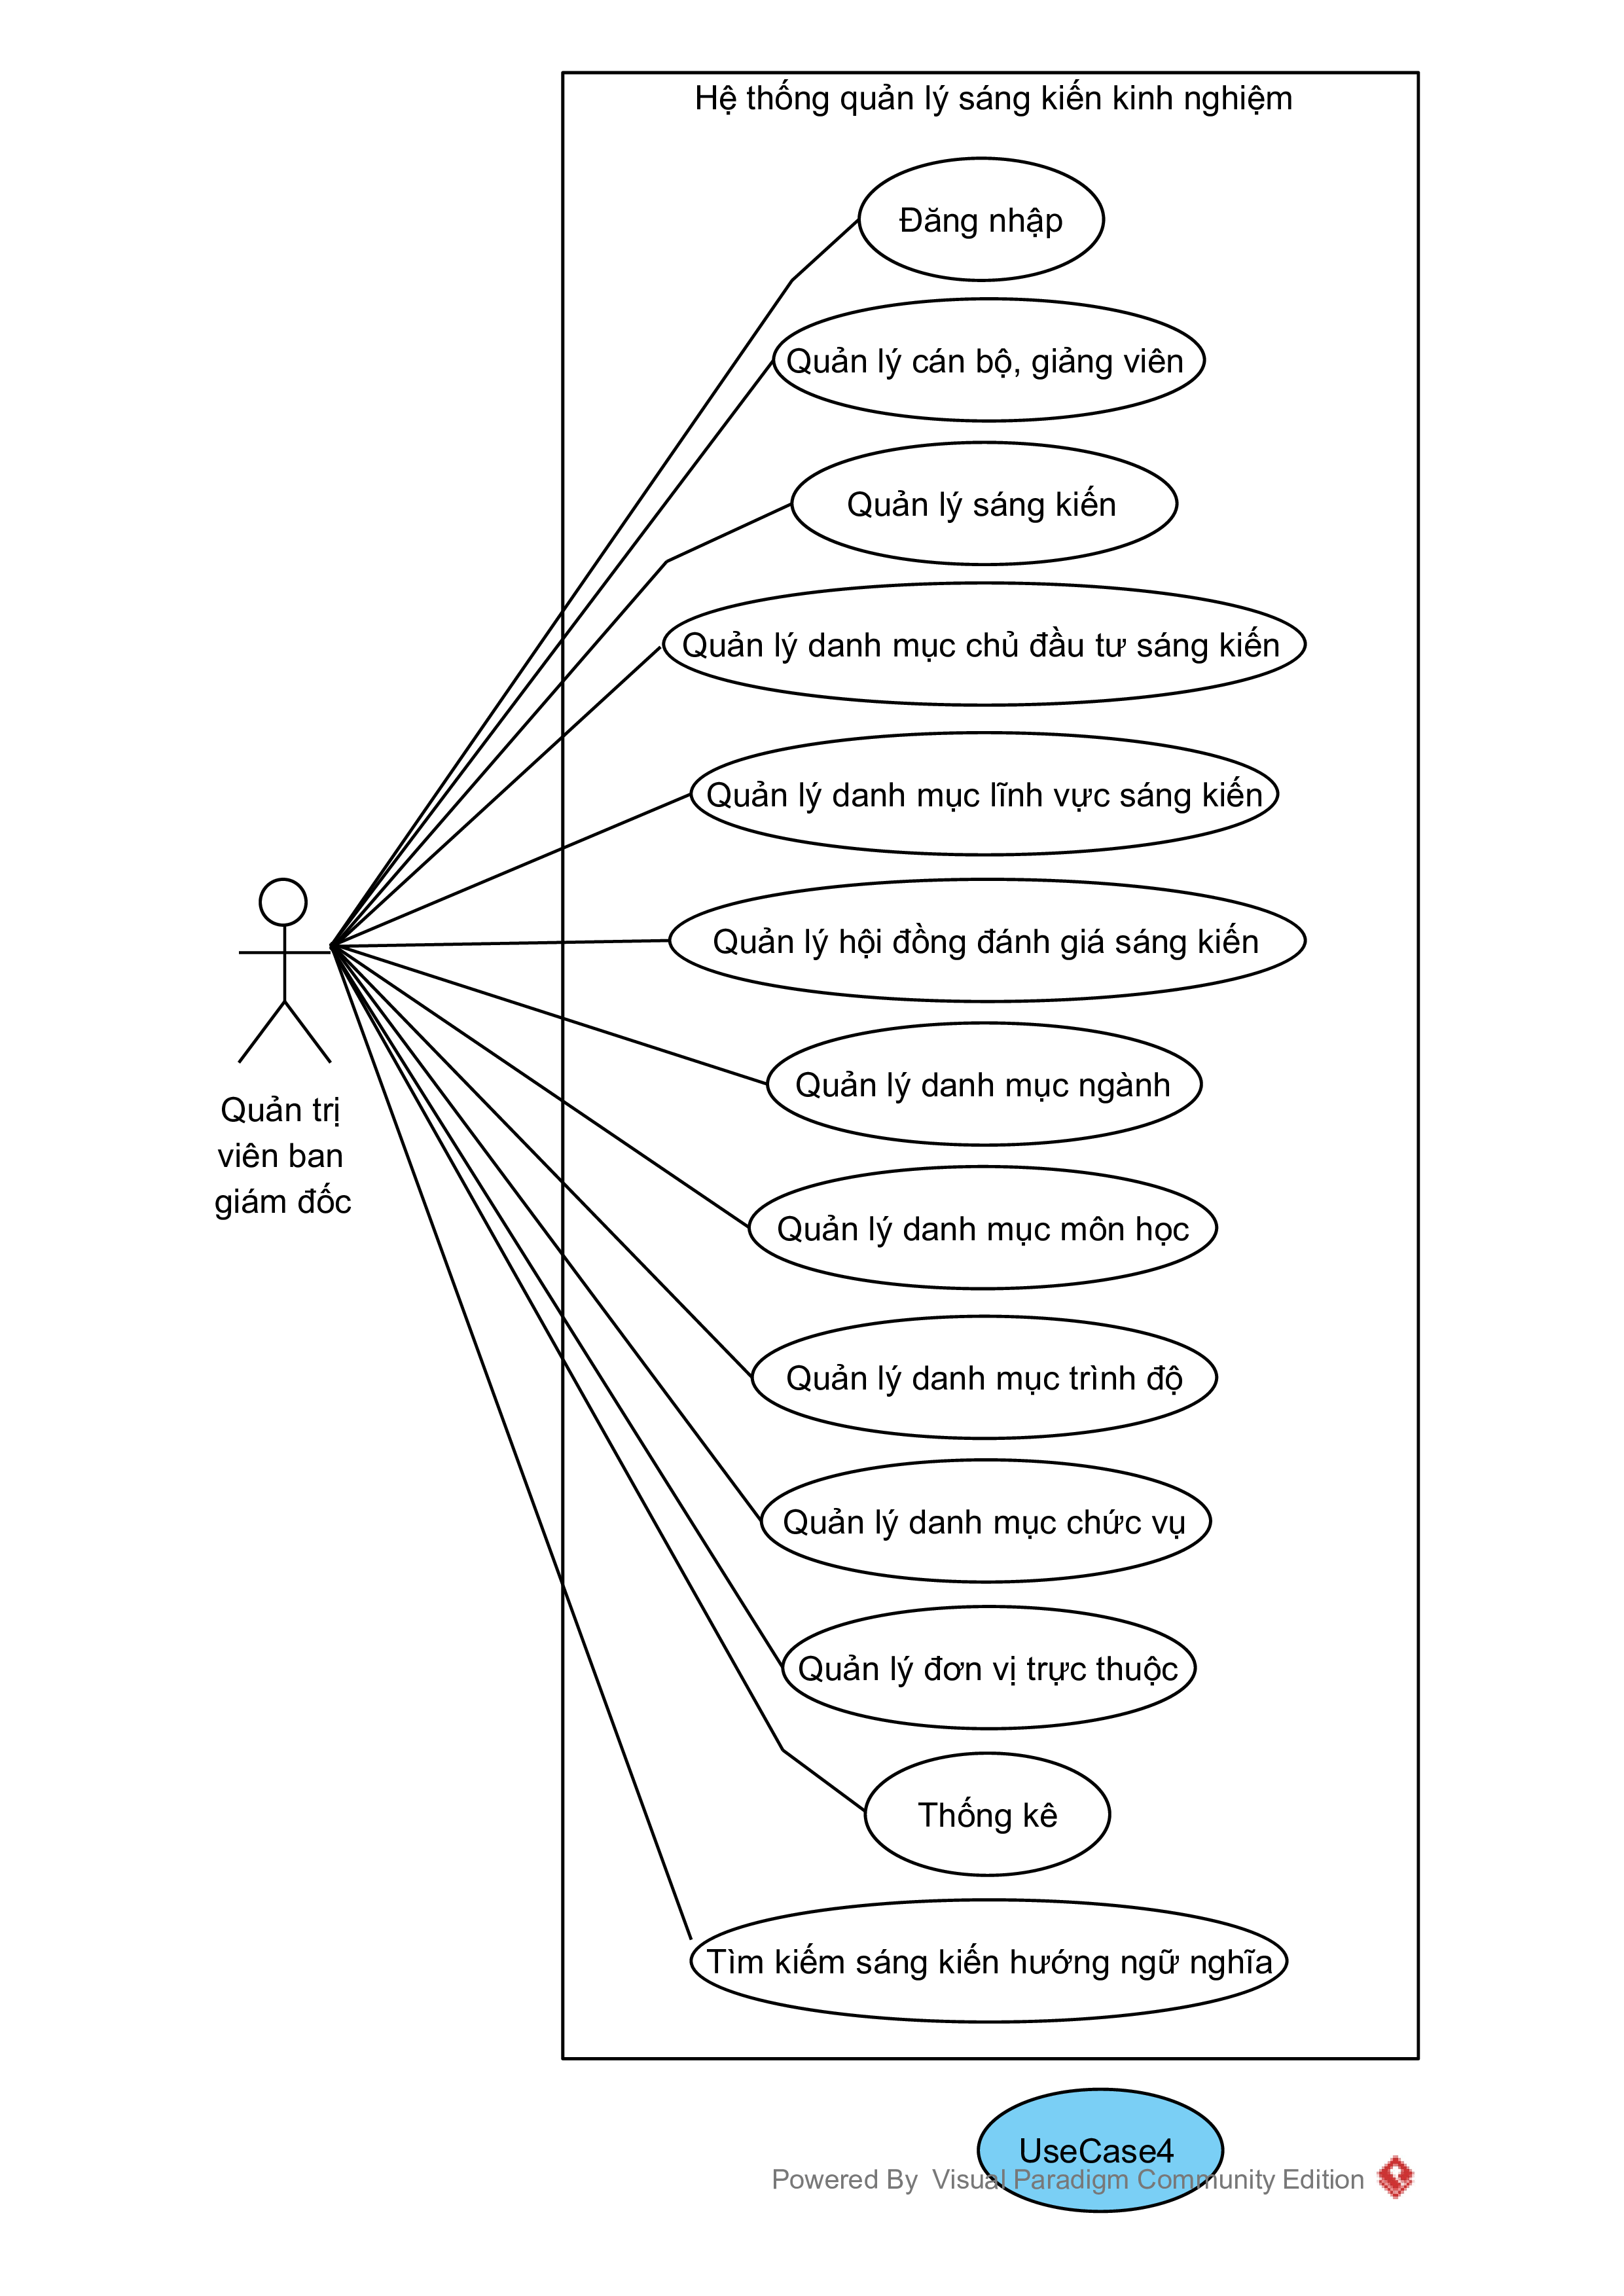 Hệ thống quản lý sáng kiến kinh nghiệm
Đăng nhập
Quản lý cán bộ, giảng viên
Quản lý sáng kiến
Quản lý danh mục chủ đầu tư sáng kiến
Quản lý danh mục lĩnh vực sáng kiến
Quản lý hội đồng đánh giá sáng kiến
Quản lý danh mục ngành
Quản trị
viên ban
giám đốc
Quản lý danh mục môn học
Quản lý danh mục trình độ
Quản lý danh mục chức vụ
Quản lý đơn vị trực thuộc
Thống kê
Tìm kiếm sáng kiến hướng ngữ nghĩa
UseCase4
Powered By Visual Paradigm Community Edition